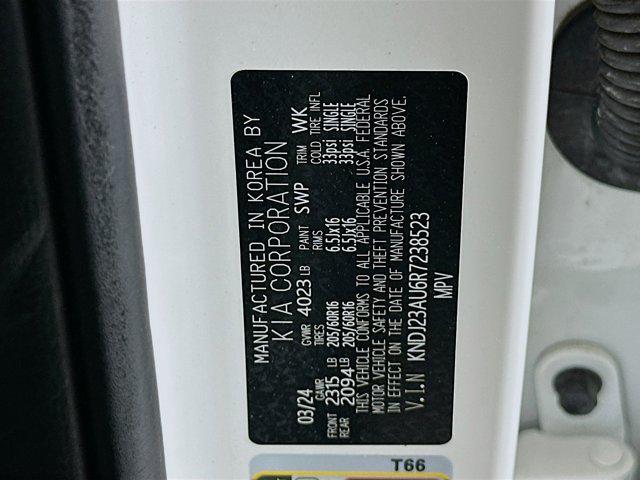 MANUFACTURED IN KOREA BY
KIA CORPORATION
03/24 GVWR 4023 LB PAINT SWP TRIM WK
GAWR TIRES RIMS COLD TIRE INFL
FRONT 2315 LB 205/60R16 6.5Jx16 33psi SINGLE
REAR 2094 LB 205/60R16 6.5Jx16 33psi SINGLE
THIS VEHICLE CONFORMS TO ALL APPLICABLE U.S.A. FEDERAL
MOTOR VEHICLE SAFETY AND THEFT PREVENTION STANDARDS
IN EFFECT ON THE DATE OF MANUFACTURE SHOWN ABOVE.
V.I.N KNDJ23AU6R7238523
MPV
T66